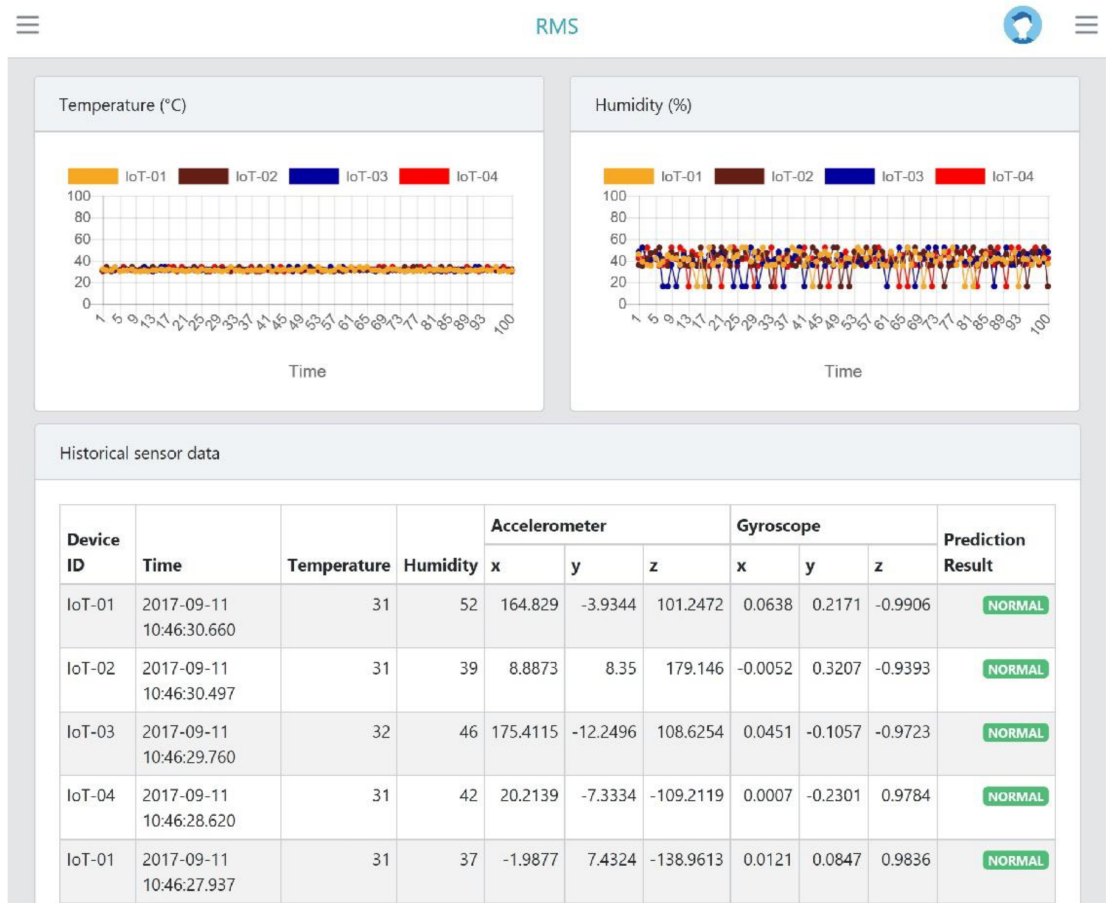 RMS
Temperature (°C)
IoT-01 IoT-02 IoT-03 IoT-04
100
80
60
40
20
0
1 5 9 13 17 21 25 29 33 37 41 45 49 53 57 61 65 69 73 77 81 85 89 93 100
Time
Humidity (%)
IoT-01 IoT-02 IoT-03 IoT-04
100
80
60
40
20
0
1 5 9 13 17 21 25 29 33 37 41 45 49 53 57 61 65 69 73 77 81 85 89 93 100
Time
Historical sensor data
Accelerometer Gyroscope
Device ID Time Temperature Humidity x y z x y z Prediction Result
IoT-01 2017-09-11 31 52 164.829 -3.9344 101.2472 0.0638 0.2171 -0.9906 NORMAL
10:46:30.660
IoT-02 2017-09-11 31 39 8.8873 8.35 179.146 -0.0052 0.3207 -0.9393 NORMAL
10:46:30.497
IoT-03 2017-09-11 32 46 175.4115 -12.2496 108.6254 0.0451 -0.1057 -0.9723 NORMAL
10:46:29.760
IoT-04 2017-09-11 31 42 20.2139 -7.3334 -109.2119 0.0007 -0.2301 0.9784 NORMAL
10:46:28.620
IoT-01 2017-09-11 31 37 -1.9877 7.4324 -138.9613 0.0121 0.0847 0.9836 NORMAL
10:46:27.937